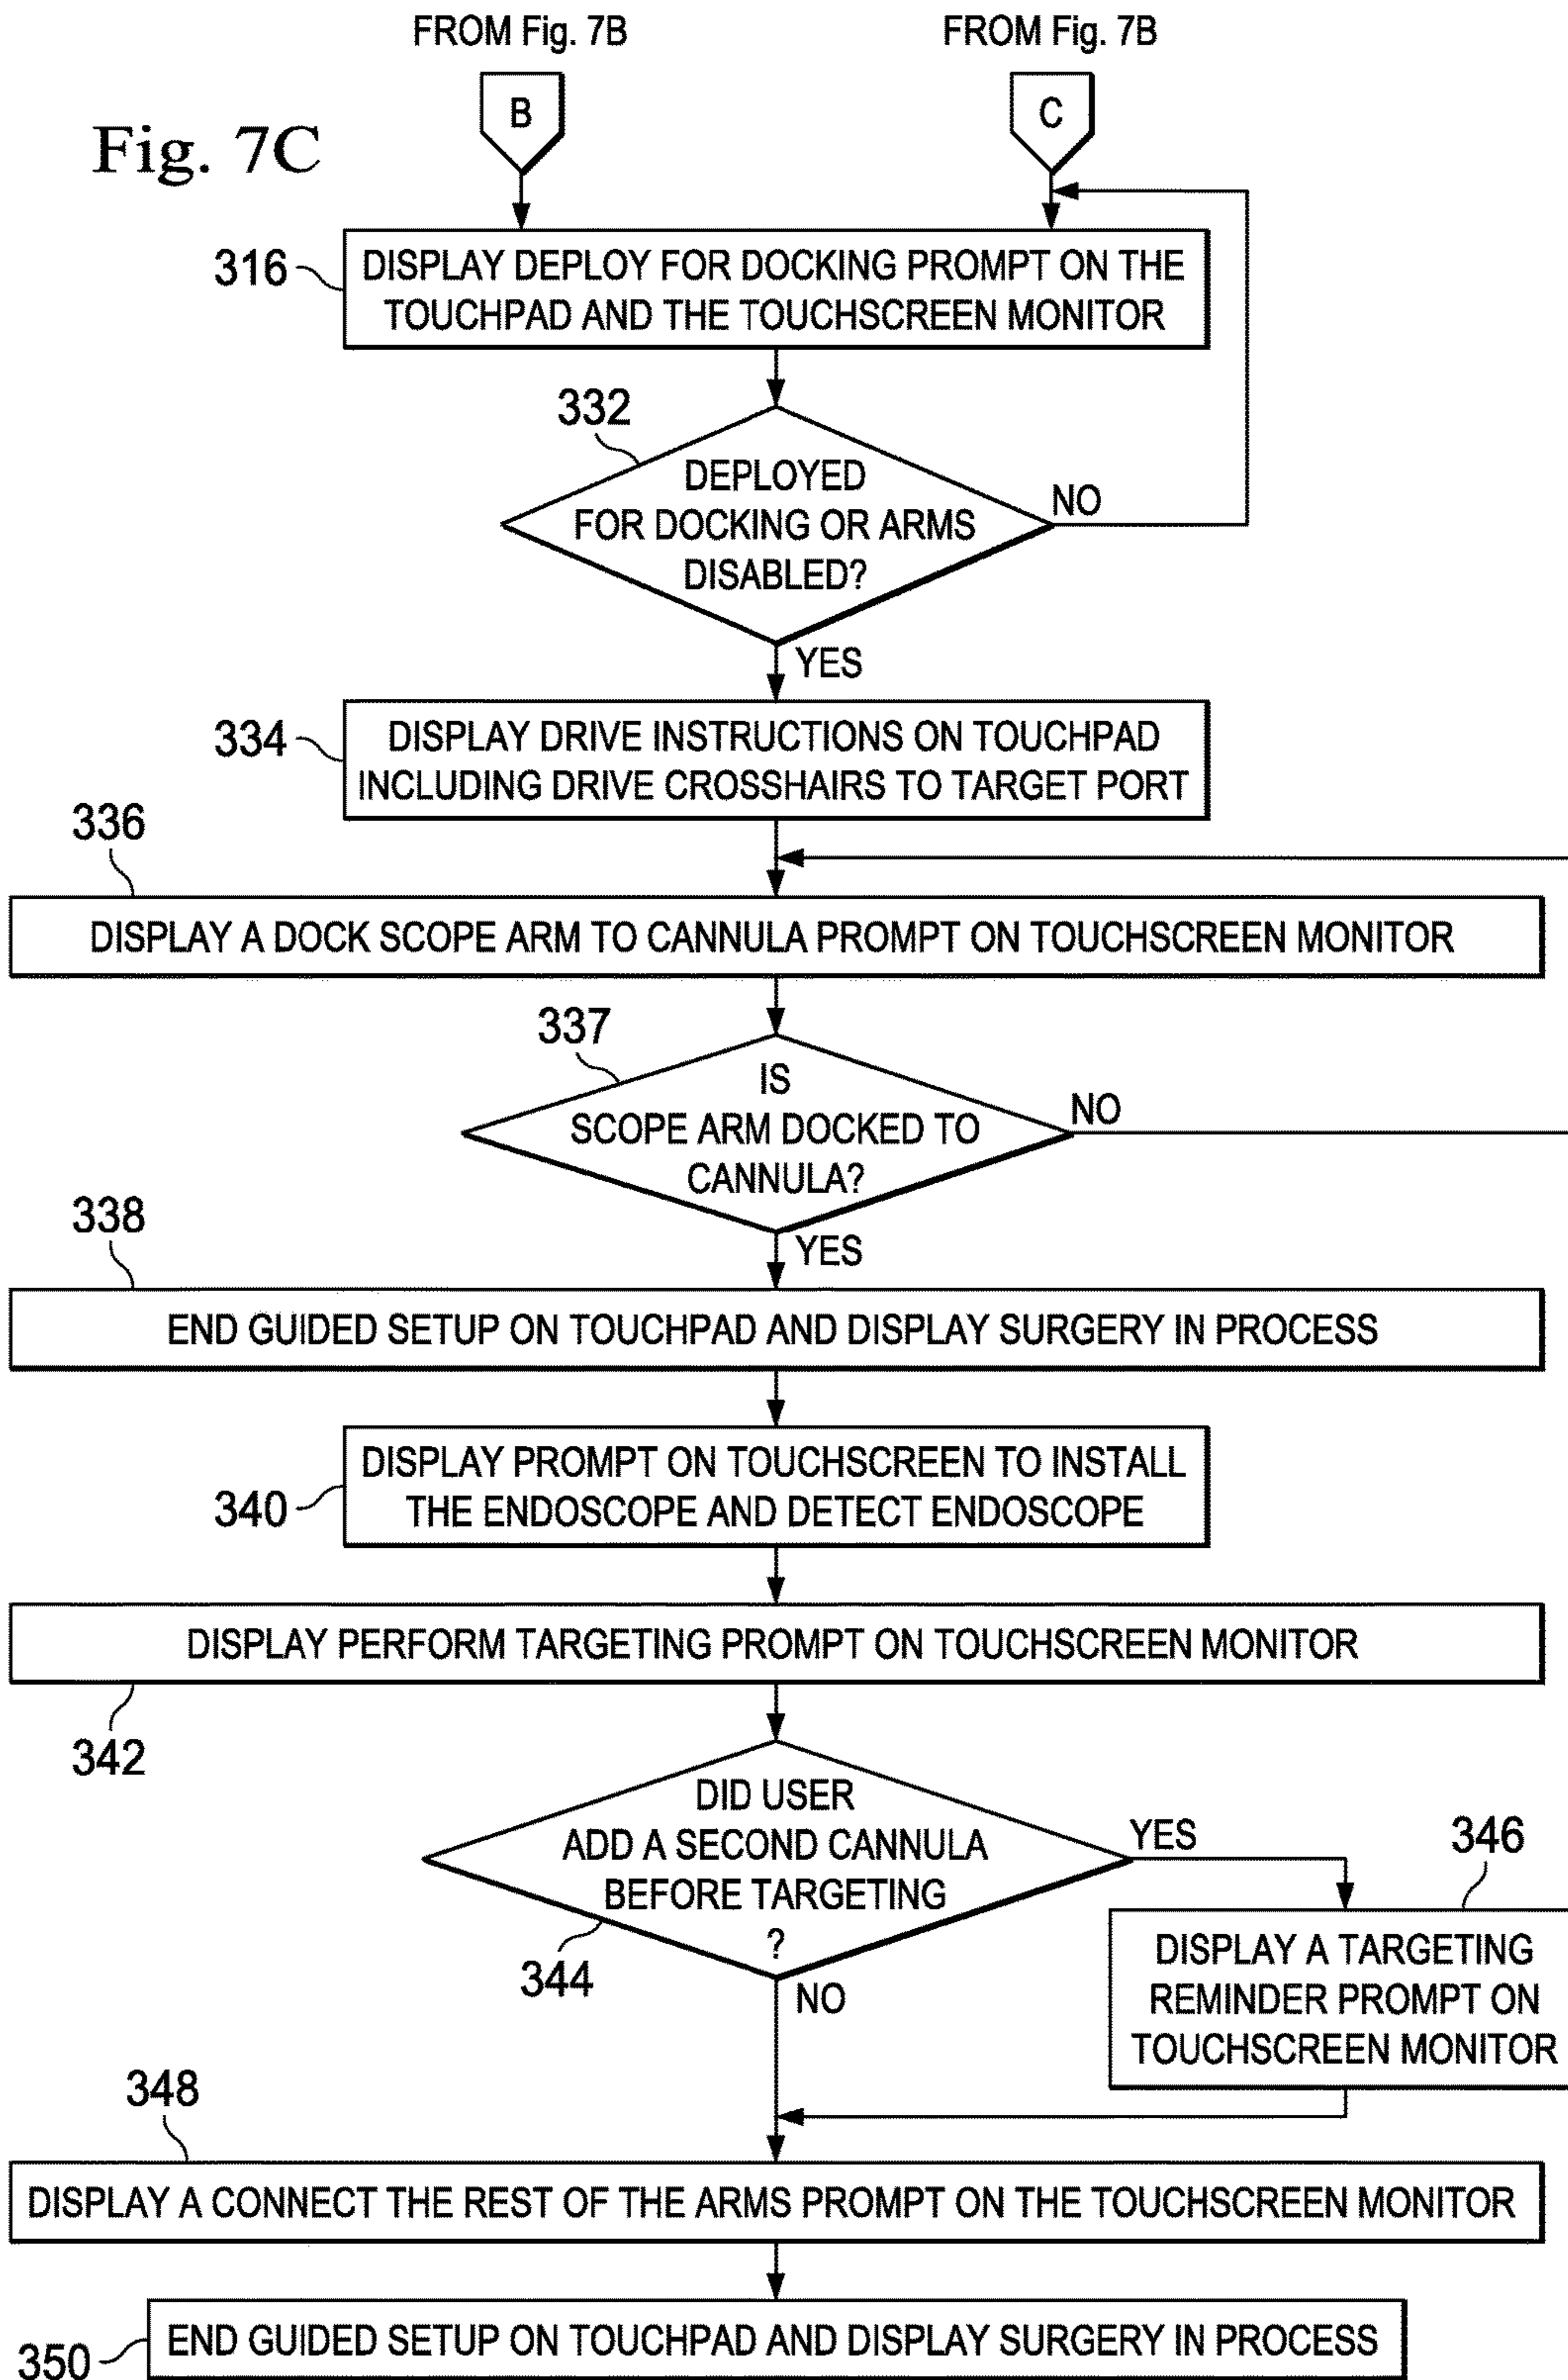 FROM Fig. 7B
FROM Fig. 7B
B
C
Fig. 7C
316
DISPLAY DEPLOY FOR DOCKING PROMPT ON THE
TOUCHPAD AND THE TOUCHSCREEN MONITOR
332
DEPLOYED
FOR DOCKING OR ARMS
DISABLED?
NO
YES
334
DISPLAY DRIVE INSTRUCTIONS ON TOUCHPAD
INCLUDING DRIVE CROSSHAIRS TO TARGET PORT
336
DISPLAY A DOCK SCOPE ARM TO CANNULA PROMPT ON TOUCHSCREEN MONITOR
337
IS
SCOPE ARM DOCKED TO
CANNULA?
NO
YES
338
END GUIDED SETUP ON TOUCHPAD AND DISPLAY SURGERY IN PROCESS
340
DISPLAY PROMPT ON TOUCHSCREEN TO INSTALL
THE ENDOSCOPE AND DETECT ENDOSCOPE
DISPLAY PERFORM TARGETING PROMPT ON TOUCHSCREEN MONITOR
342
DID USER
ADD A SECOND CANNULA
BEFORE TARGETING
?
344
YES
NO
346
DISPLAY A TARGETING
REMINDER PROMPT ON
TOUCHSCREEN MONITOR
348
DISPLAY A CONNECT THE REST OF THE ARMS PROMPT ON THE TOUCHSCREEN MONITOR
350
END GUIDED SETUP ON TOUCHPAD AND DISPLAY SURGERY IN PROCESS